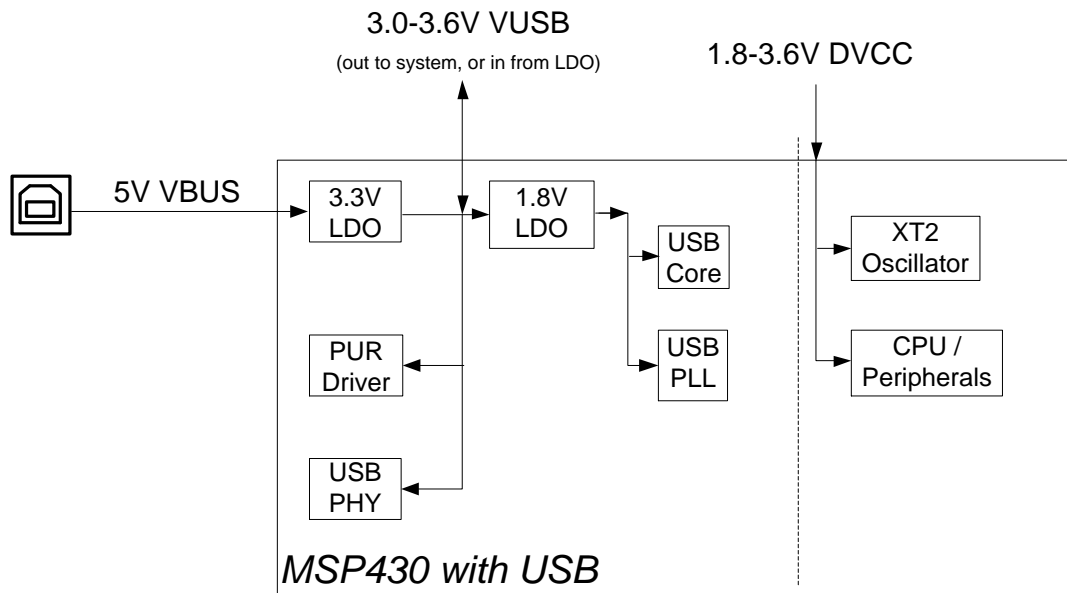 3.0-3.6V VUSB
(out to system, or in from LDO)
1.8-3.6V DVCC
5V VBUS
3.3V
LDO
1.8V
LDO
USB
Core
XT2
Oscillator
PUR
Driver
USB
PLL
CPU /
Peripherals
USB
PHY
MSP430 with USB